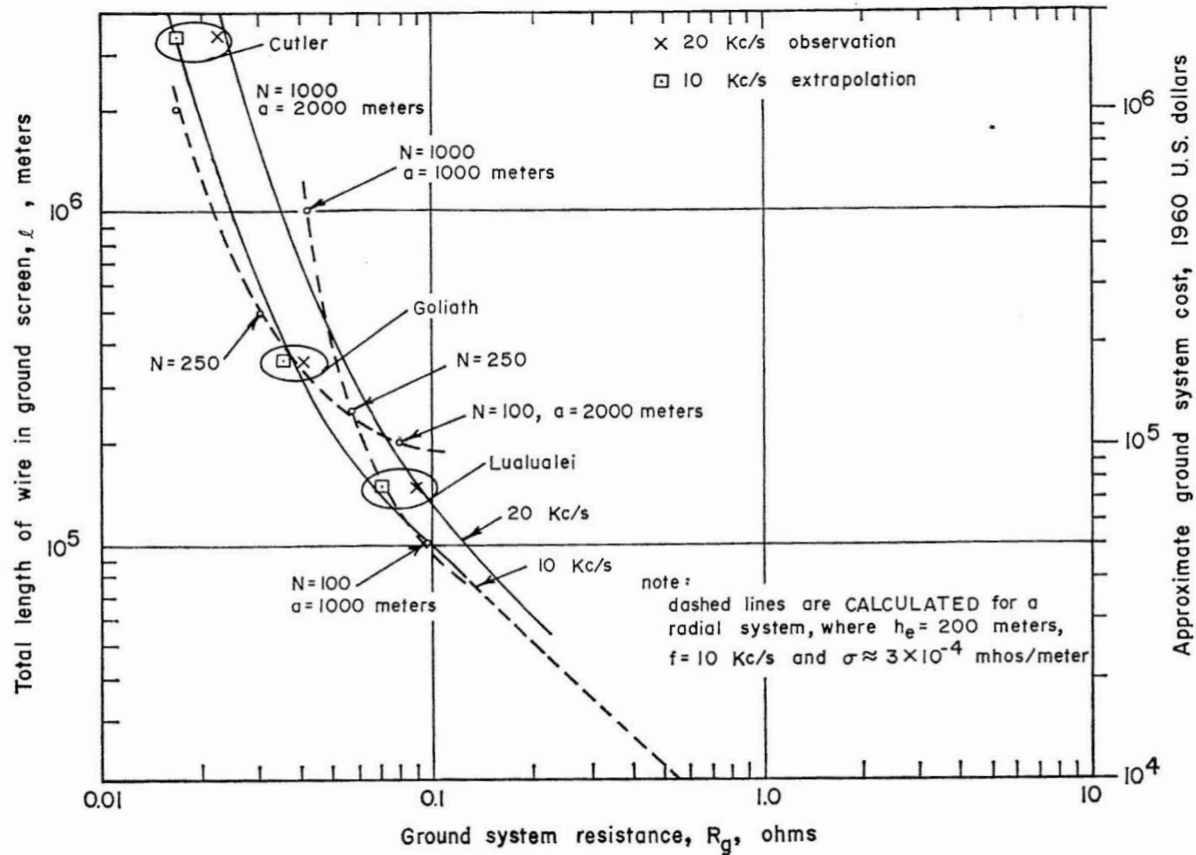 Cutler
× 20 Kc/s observation
10 Kc/s extrapolation
N=1000
a=2000 meters
N=1000
a=1000 meters
Goliath
N=250
N=250
N=100, a=2000 meters
Lualualei
20 Kc/s
10 Kc/s
N=100
a=1000 meters
note:
dashed lines are CALCULATED for a
radial system, where hₑ=200 meters,
f=10 Kc/s and σ≈3×10⁻⁴ mhos/meter
Total length of wire in ground screen, ℓ, meters
10⁶
10⁵
Approximate ground system cost, 1960 U.S. dollars
10⁶
10⁵
10⁴
0.01
0.1
1.0
10
Ground system resistance, R_g, ohms